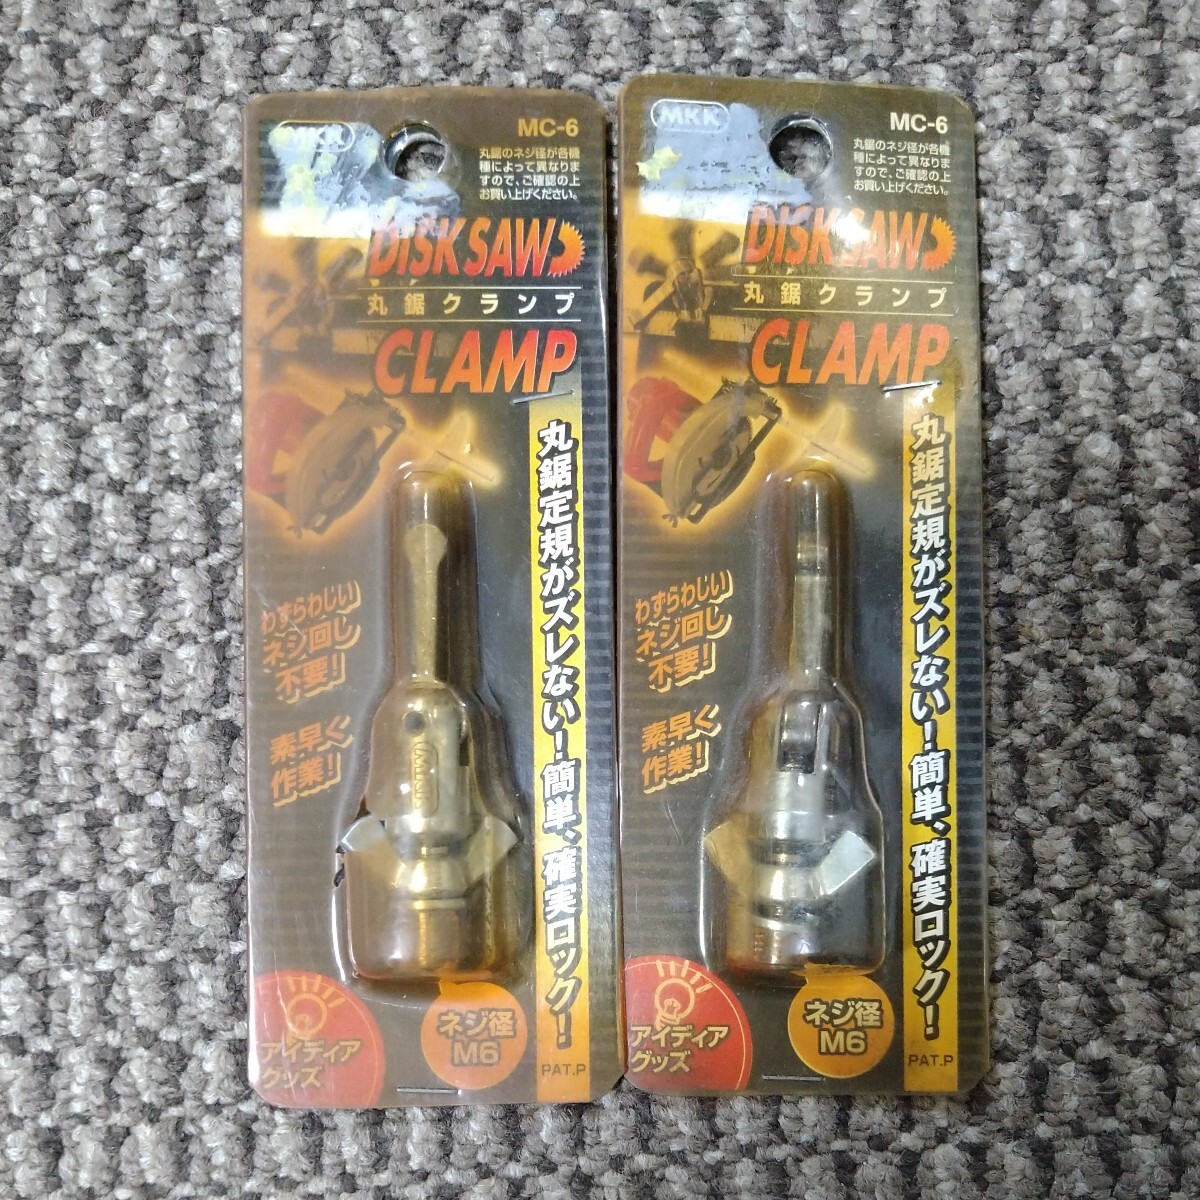 MKK
MC-6
丸鋸のネジ径が各機
種によって異なりま
すので、ご確認の上
お買い上げください。
DISK SAW
丸鋸クランプ
CLAMP
丸鋸定規がズレない!簡単、確実ロック!
わずらわしい
ネジ回し
不要!
素早く
作業!
アイディア
グッズ
ネジ径
M6
PAT.P
MKK
MC-6
丸鋸のネジ径が各機
種によって異なりま
すので、ご確認の上
お買い上げください。
DISK SAW
丸鋸クランプ
CLAMP
丸鋸定規がズレない!簡単、確実ロック!
わずらわしい
ネジ回し
不要!
素早く
作業!
アイディア
グッズ
ネジ径
M6
PAT.P